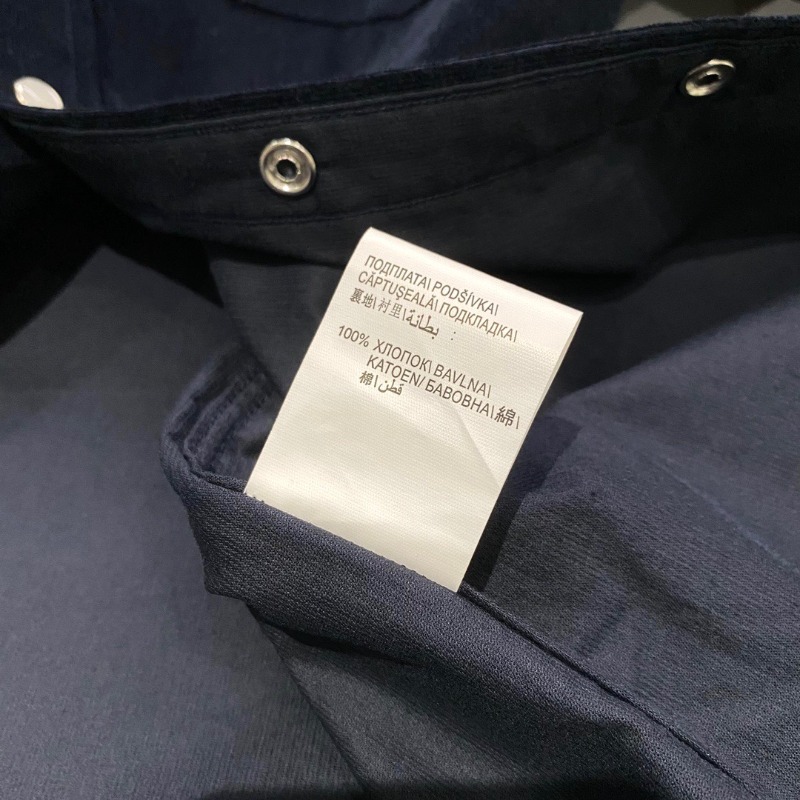 ПОДПЛАТА\ PODŠÍVKA\
CĂPTUŞEALĂ\ ПОДКЛАДКА\
裏地\ 衬里\ بطانة\ :
100% ХЛОПОК\ BAVLNA\
KATOEN/ БАВОВНА\ 綿\
棉\ قطن